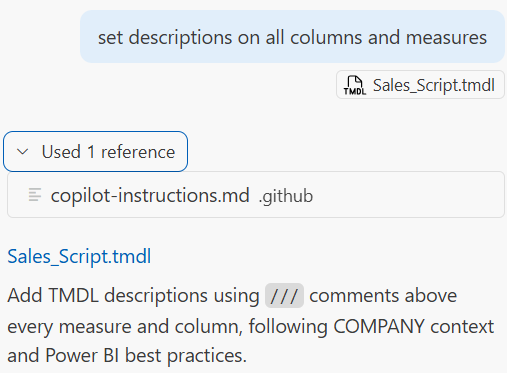 set descriptions on all columns and measures
TMDL Sales_Script.tmdl
Used 1 reference
copilot-instructions.md .github
Sales_Script.tmdl
Add TMDL descriptions using /// comments above
every measure and column, following COMPANY context
and Power BI best practices.